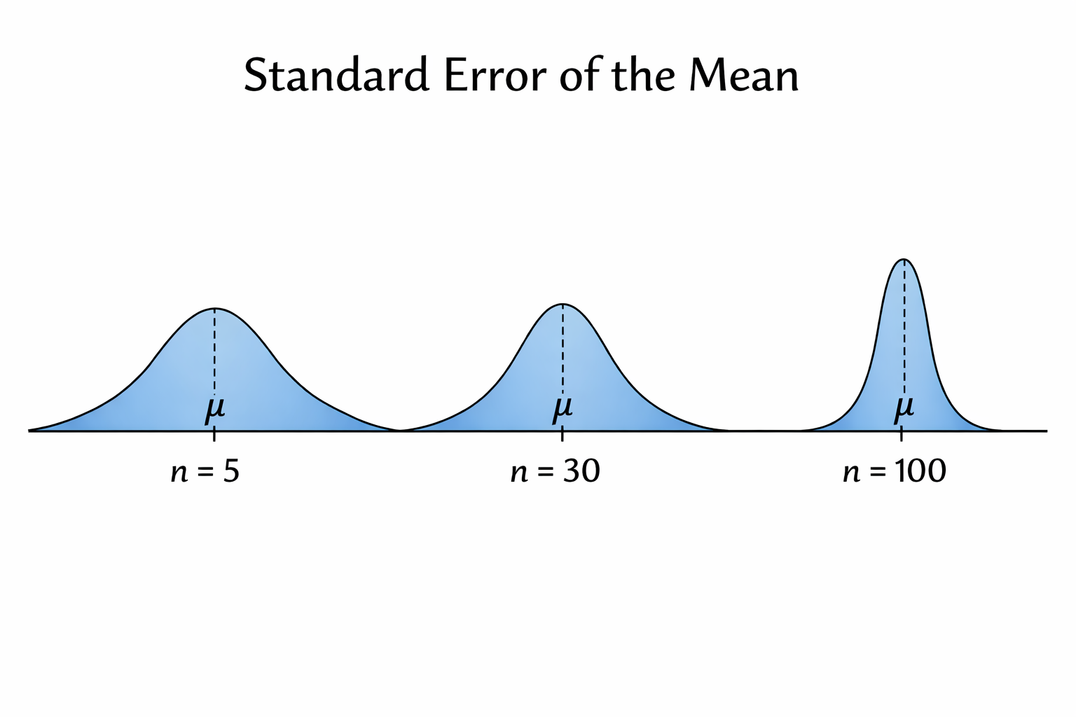 Standard Error of the Mean
μ μ μ
n = 5 n = 30 n = 100